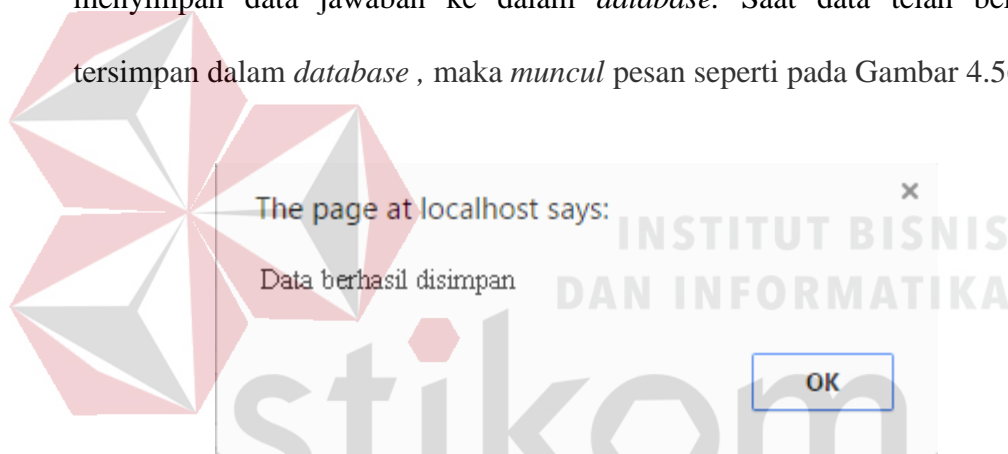 menyimpan data jawaban ke dalam database. Saat data telah
tersimpan dalam database , maka muncul pesan seperti pada Gambar 4.5
The page at localhost says:
×
INSTITUT BISNIS
Data berhasil disimpan
DAN INFORMATIKA
OK
stikom